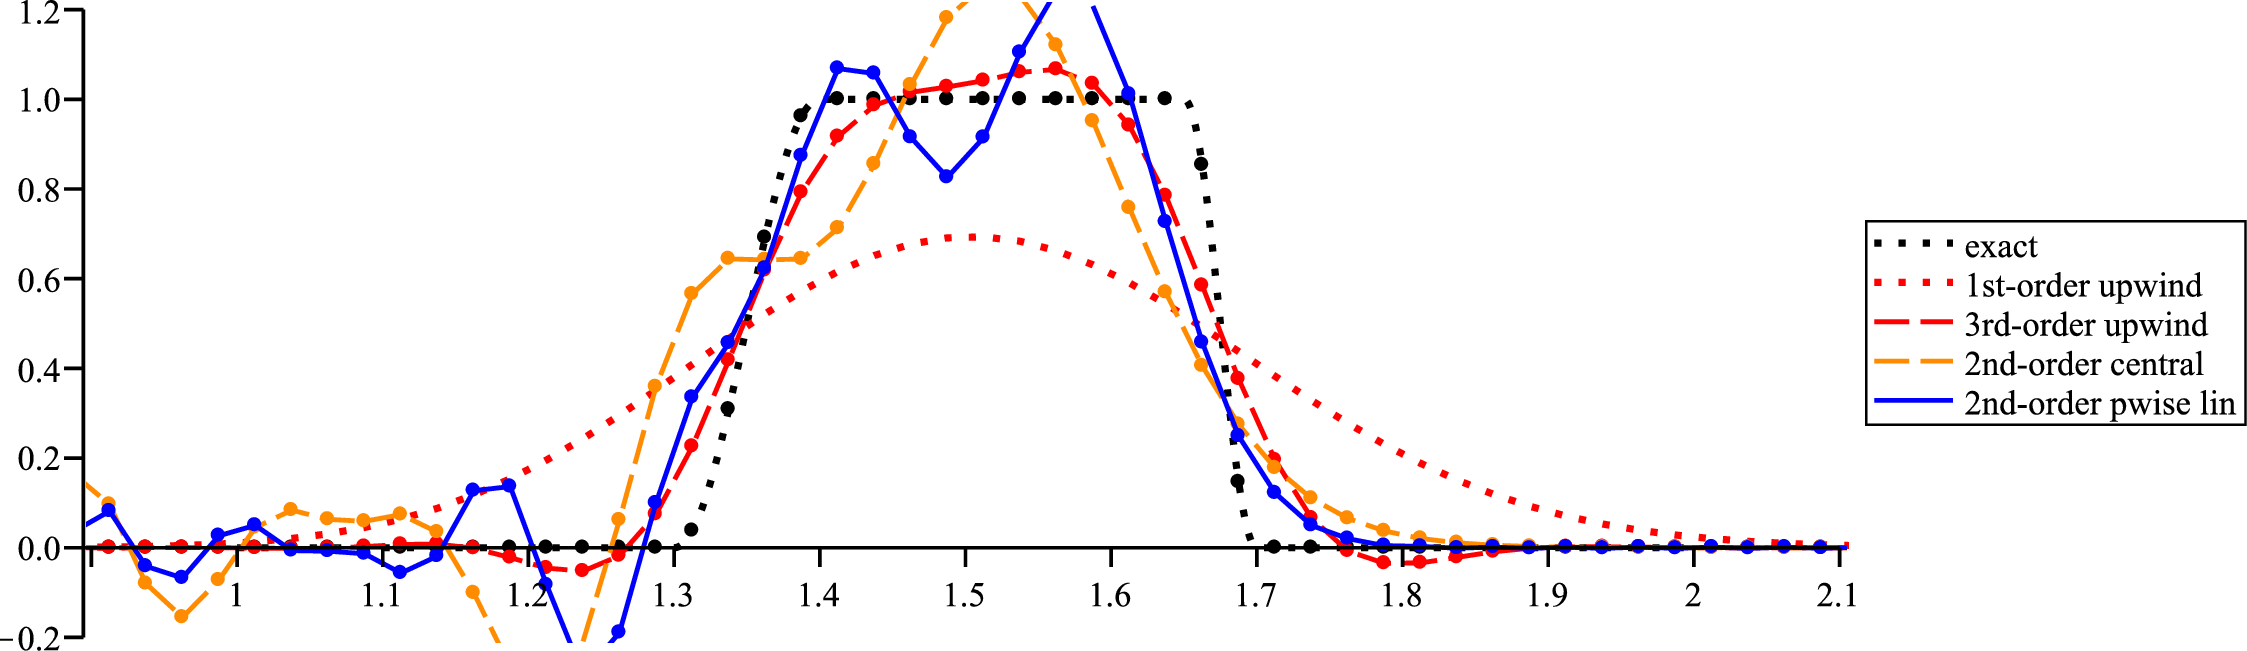 1.2
1.0
0.8
0.6
0.4
0.2
0.0
−0.2
1 1.1 1.2 1.3 1.4 1.5 1.6 1.7 1.8 1.9 2 2.1
exact
1st-order upwind
3rd-order upwind
2nd-order central
2nd-order pwise lin